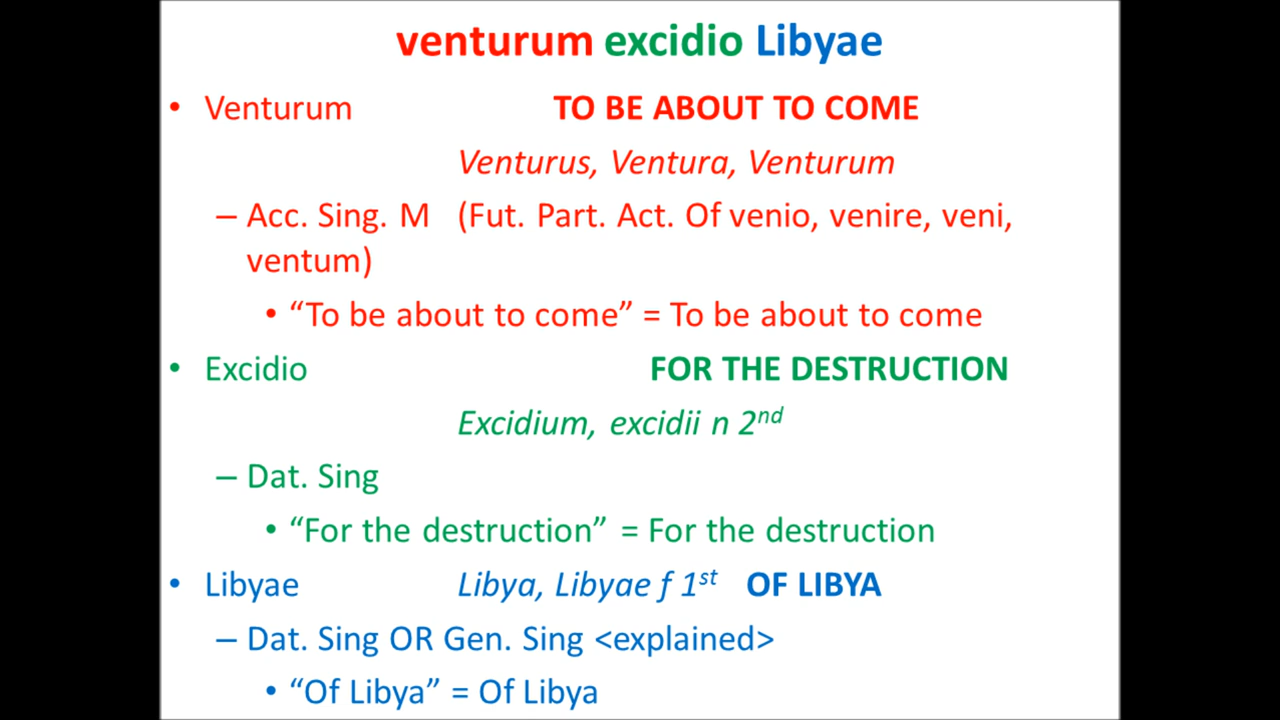 venturum excidio Libyae
• Venturum TO BE ABOUT TO COME
Venturus, Ventura, Venturum
– Acc. Sing. M (Fut. Part. Act. Of venio, venire, veni,
ventum)
• “To be about to come” = To be about to come
• Excidio FOR THE DESTRUCTION
Excidium, excidii n 2nd
– Dat. Sing
• “For the destruction” = For the destruction
• Libyae Libya, Libyae f 1st OF LIBYA
– Dat. Sing OR Gen. Sing <explained>
• “Of Libya” = Of Libya